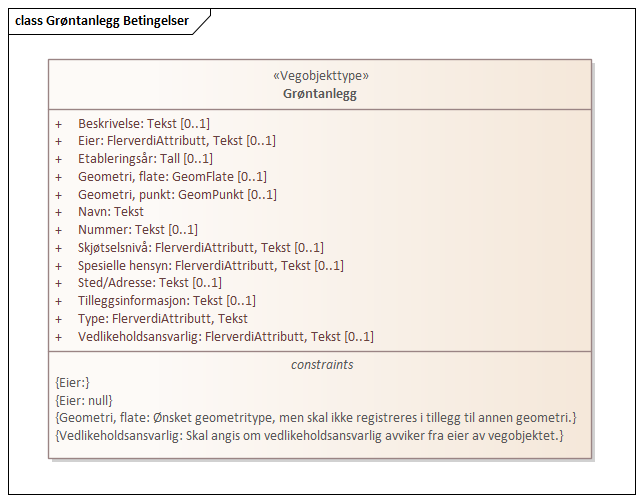 class Grøntanlegg Betingelser
«Vegobjekttype»
Grøntanlegg
+ Beskrivelse: Tekst [0..1]
+ Eier: FlerverdiAttributt, Tekst [0..1]
+ Etableringsår: Tall [0..1]
+ Geometri, flate: GeomFlate [0..1]
+ Geometri, punkt: GeomPunkt [0..1]
+ Navn: Tekst
+ Nummer: Tekst [0..1]
+ Skjøtselsnivå: FlerverdiAttributt, Tekst [0..1]
+ Spesielle hensyn: FlerverdiAttributt, Tekst [0..1]
+ Sted/Adresse: Tekst [0..1]
+ Tilleggsinformasjon: Tekst [0..1]
+ Type: FlerverdiAttributt, Tekst
+ Vedlikeholdsansvarlig: FlerverdiAttributt, Tekst [0..1]
constraints
{Eier:}
{Eier: null}
{Geometri, flate: Ønsket geometritype, men skal ikke registreres i tillegg til annen geometri.}
{Vedlikeholdsansvarlig: Skal angis om vedlikeholdsansvarlig avviker fra eier av vegobjektet.}